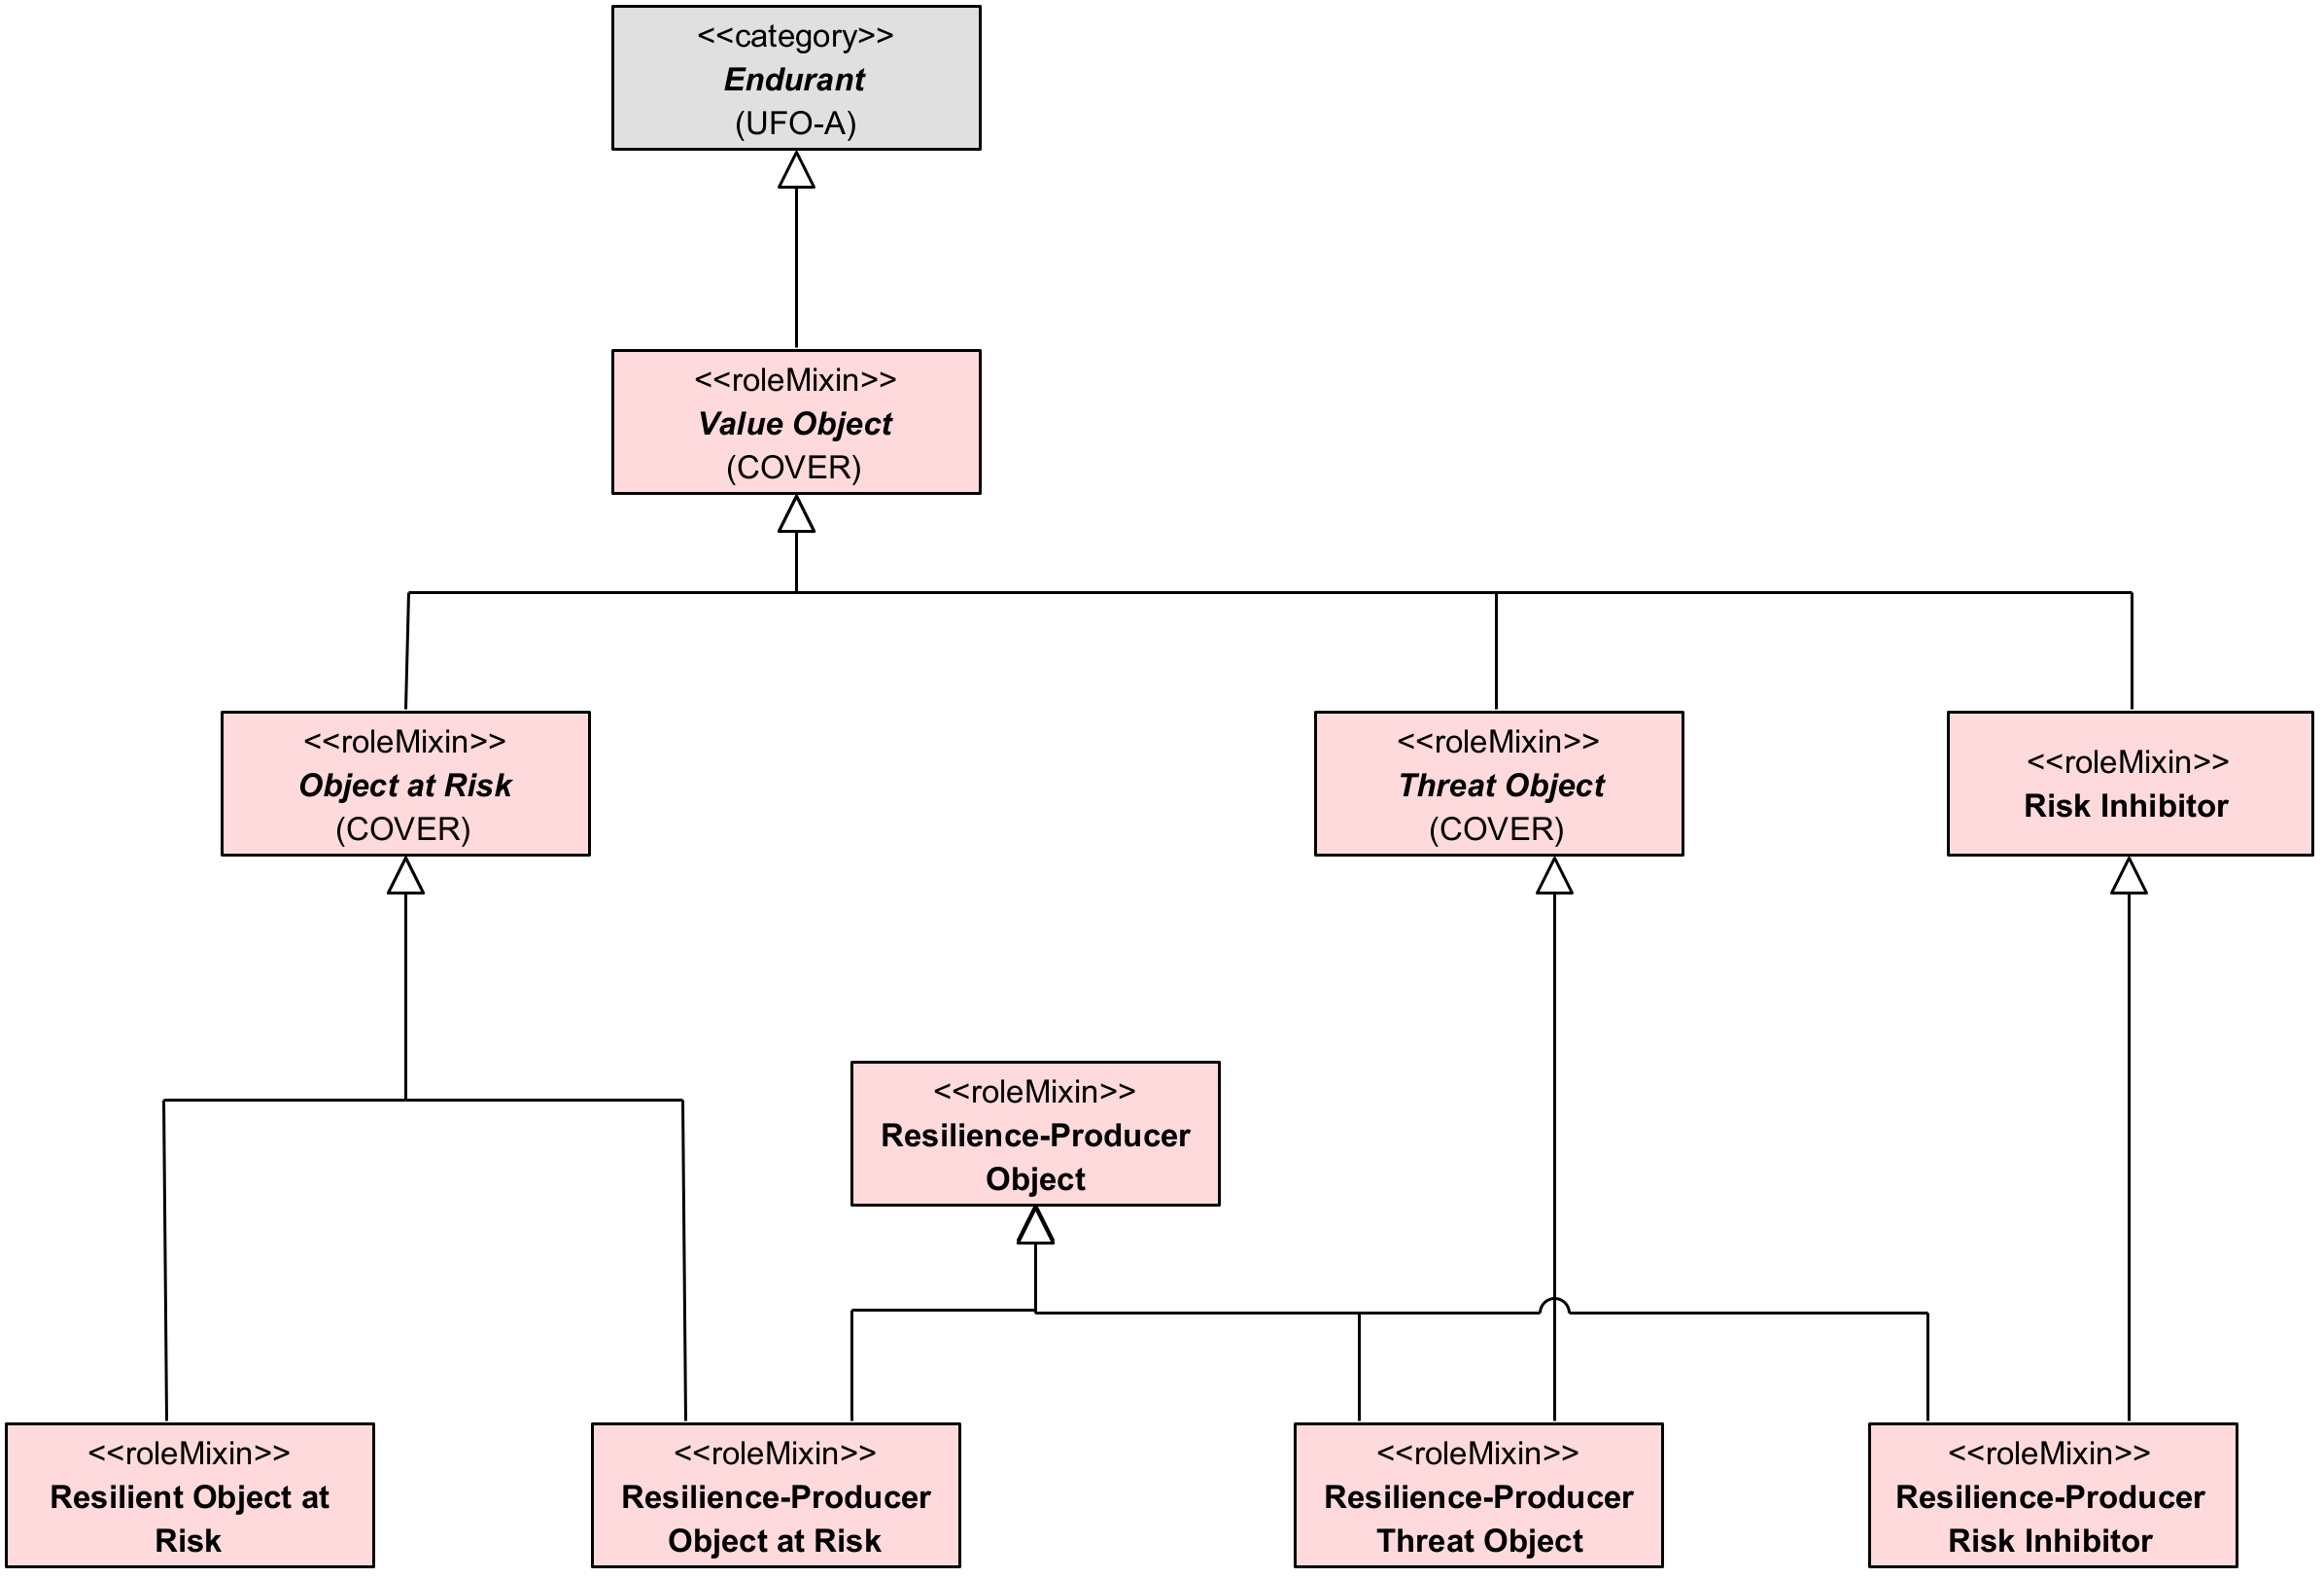 <<category>>
Endurant
(UFO-A)
<<roleMixin>>
Value Object
(COVER)
<<roleMixin>>
Object at Risk
(COVER)
<<roleMixin>>
Threat Object
(COVER)
<<roleMixin>>
Risk Inhibitor
<<roleMixin>>
Resilience-Producer
Object
<<roleMixin>>
Resilient Object at
Risk
<<roleMixin>>
Resilience-Producer
Object at Risk
<<roleMixin>>
Resilience-Producer
Threat Object
<<roleMixin>>
Resilience-Producer
Risk Inhibitor